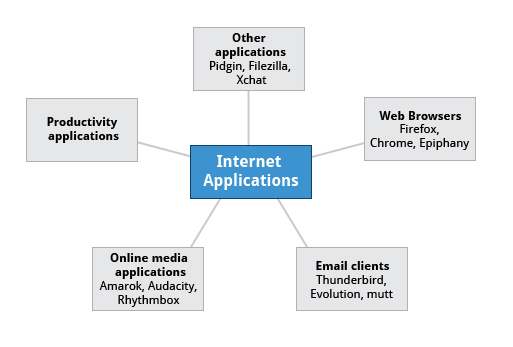 Other
applications
Pidgin, Filezilla,
Xchat
Productivity
applications
Web Browsers
Firefox,
Chrome, Epiphany
Internet
Applications
Online media
applications
Amarok, Audacity,
Rhythmbox
Email clients
Thunderbird,
Evolution, mutt